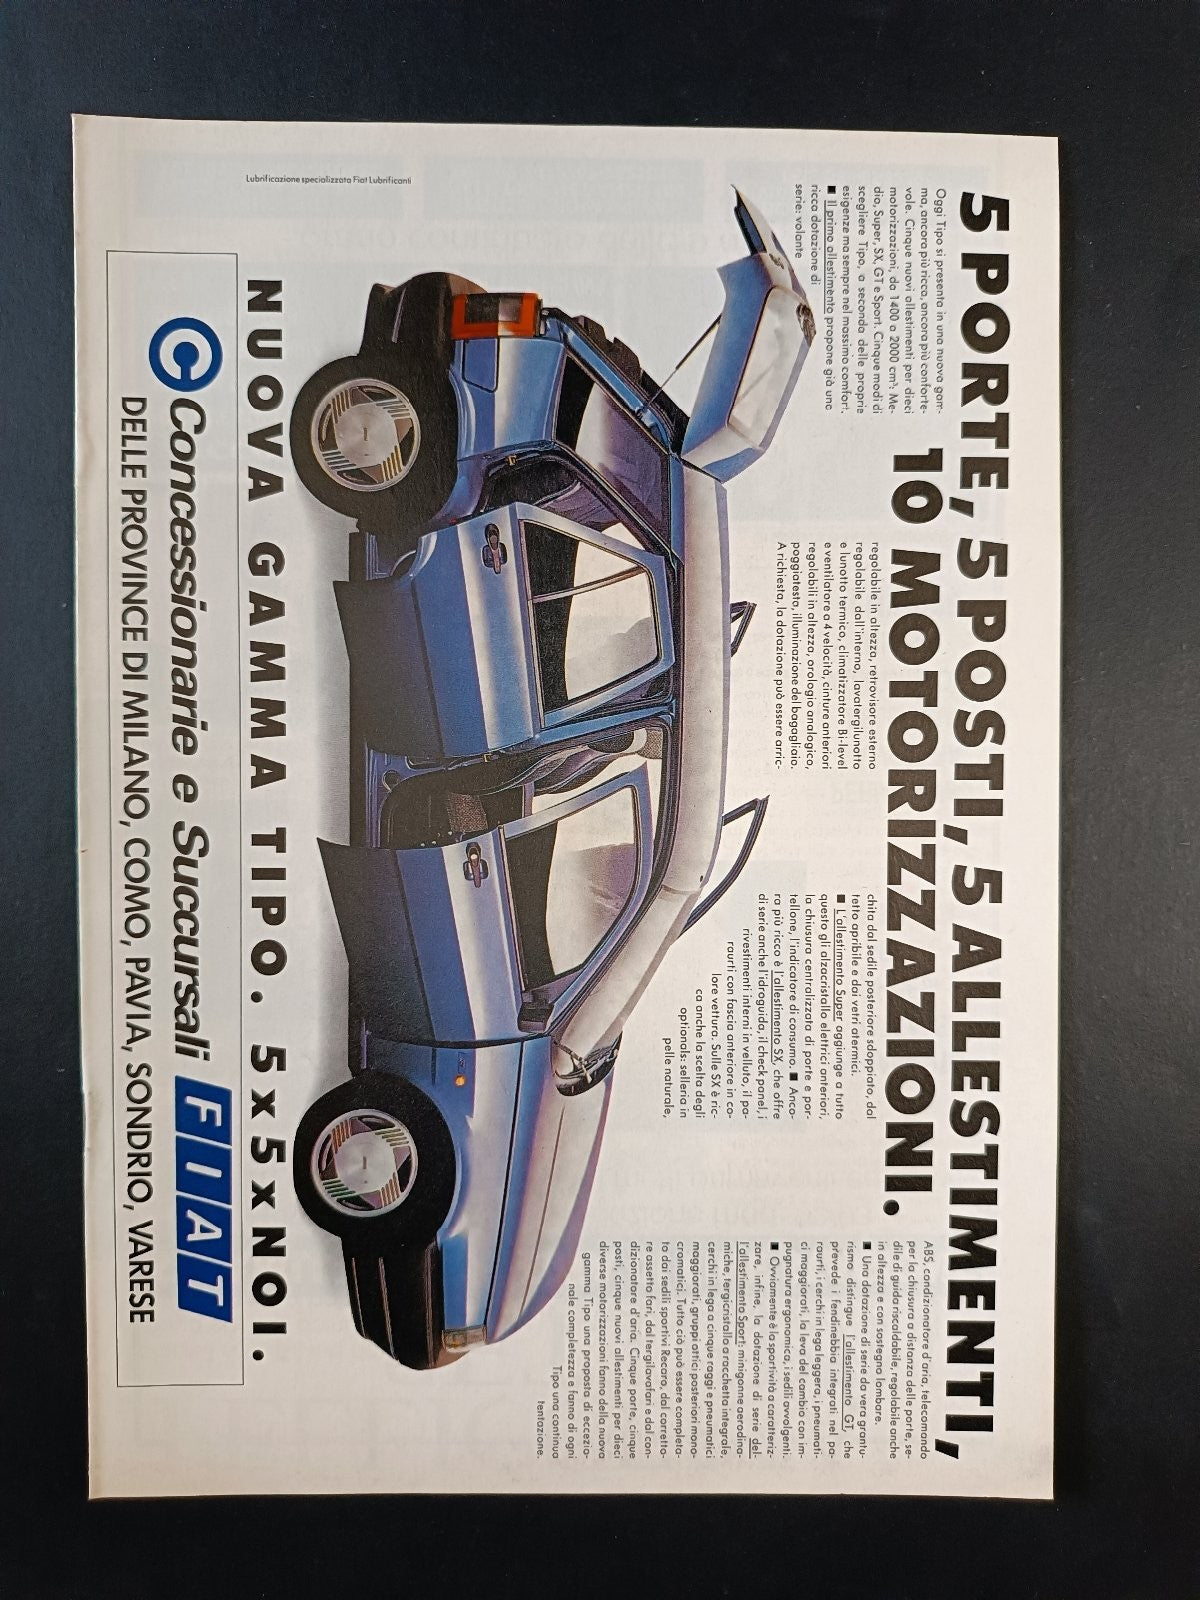 5 PORTE, 5 POSTI, 5 ALLESTIMENTI,
10 MOTORIZZAZIONI.
Oggi Tipo si presenta in una nuova gam-
ma, ancora più ricca, ancora più conforte-
vole. Cinque nuovi allestimenti per dieci
motorizzazioni, da 1400 a 2000 cm³: Me-
dio, Super, SX, GT e Sport. Cinque modi di
scegliere Tipo, a seconda delle proprie
esigenze ma sempre nel massimo comfort.
■ Il primo allestimento propone già una
ricca dotazione di
serie: volante
regolabile in altezza, retrovisore esterno
regolabile dall'interno, lavatergilunotto
e lunotto termico, climatizzatore Bi-level
e ventilatore a 4 velocità, cinture anteriori
regolabili in altezza, orologio analogico,
poggiatesta, illuminazione del bagagliaio.
A richiesta, la dotazione può essere arric-
chita dal sedile posteriore sdoppiato, dal
tetto apribile e dai vetri atermici.
■ L'allestimento Super aggiunge a tutto
questo gli alzacristallo elettrici anteriori,
la chiusura centralizzata di porte e por-
tellone, l'indicatore di consumo. ■ Anco-
ra più ricco è l'allestimento SX, che offre
di serie anche l'idroguida, il check panel, i
rivestimenti interni in velluto, il pa-
raurti con fascia anteriore in co-
lore vettura. Sulle SX è ric-
ca anche la scelta degli
optionals: selleria in
pelle naturale,
ABS, condizionatore d'aria, telecomando
per la chiusura a distanza delle porte, se-
dile di guida riscaldabile, regolabile anche
in altezza e con sostegno lombare.
■ Una dotazione di serie da vera grantu-
rismo distingue l'allestimento GT, che
prevede i fendinebbia integrati nel pa-
raurti, i cerchi in lega leggera, i pneumati-
ci maggiorati, la leva del cambio con im-
pugnatura ergonomica, i sedili avvolgenti.
■ Ovviamente è la sportività a caratteriz-
zare, infine, la dotazione di serie del-
l'allestimento Sport: minigonne aerodina-
miche, tergicristallo a racchetta integrale,
cerchi in lega a cinque raggi e pneumatici
maggiorati, gruppi ottici posteriori mono-
cromatici. Tutto ciò può essere completa-
to dai sedili sportivi Recaro, dal corretto-
re assetto fari, dal tergilavafari e dal con-
dizionatore d'aria. Cinque porte, cinque
posti, cinque nuovi allestimenti per dieci
diverse motorizzazioni fanno della nuova
gamma Tipo una proposta di eccezio-
nale completezza e fanno di ogni
Tipo una continua
tentazione.
Lubrificazione specializzata Fiat Lubrificanti
NUOVA GAMMA TIPO. 5x5xNOI.
Concessionarie e Succursali FIAT
DELLE PROVINCE DI MILANO, COMO, PAVIA, SONDRIO, VARESE